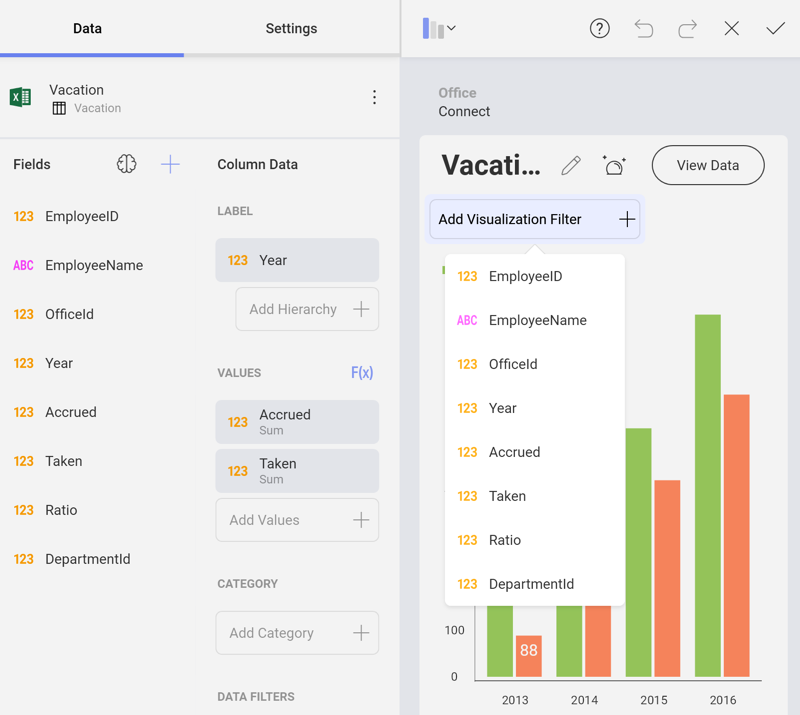 Data
Settings
Vacation
Vacation
Fields
123 EmployeeID
ABC EmployeeName
123 OfficeId
123 Year
123 Accrued
123 Taken
123 Ratio
123 DepartmentId
Column Data
LABEL
123 Year
Add Hierarchy
VALUES F(x)
123 Accrued
Sum
123 Taken
Sum
Add Values
CATEGORY
Add Category
DATA FILTERS
Office
Connect
Vacati...
View Data
Add Visualization Filter
123 EmployeeID
ABC EmployeeName
123 OfficeId
123 Year
123 Accrued
123 Taken
123 Ratio
123 DepartmentId
100
88
0
2013 2014 2015 2016